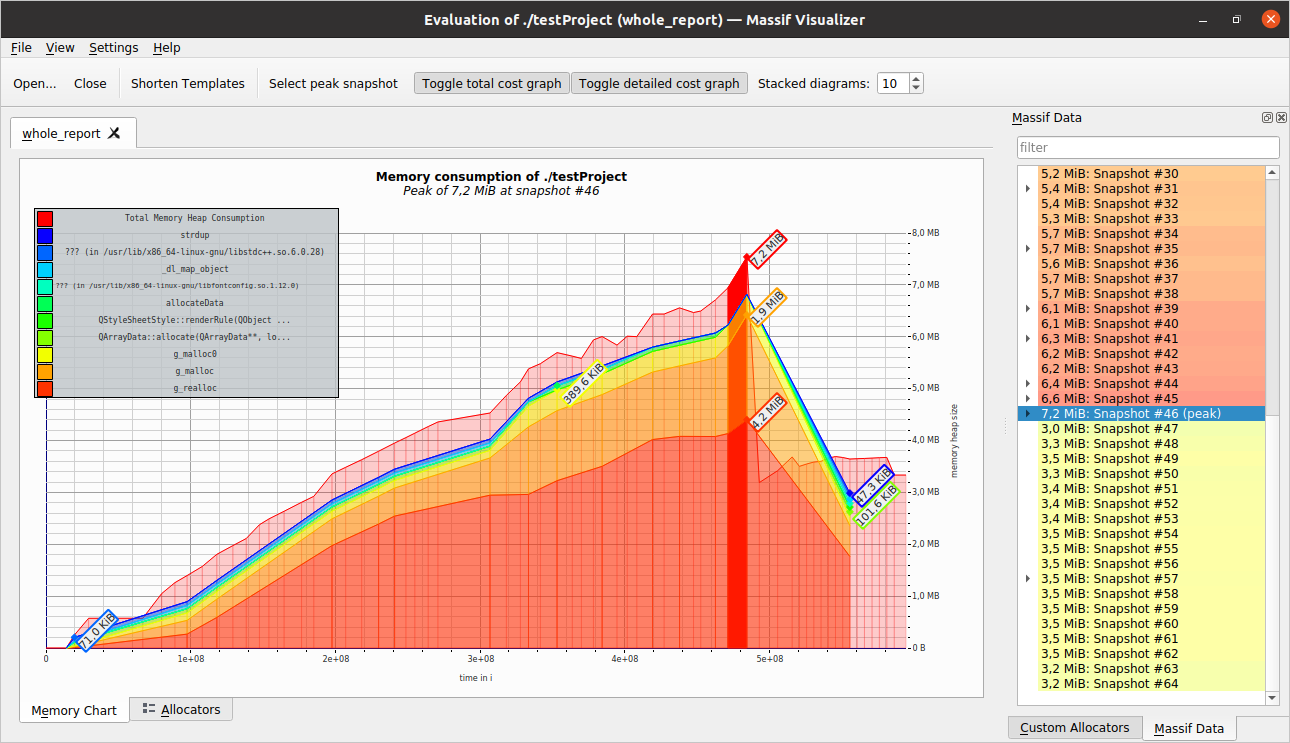 Evaluation of ./testProject (whole_report) — Massif Visualizer
File View Settings Help
Open... Close Shorten Templates Select peak snapshot Toggle total cost graph Toggle detailed cost graph Stacked diagrams: 10
whole_report
Memory consumption of ./testProject
Peak of 7,2 MiB at snapshot #46
Total Memory Heap Consumption
strdup
??? (in /usr/lib/x86_64-linux-gnu/libstdc++.so.6.0.28)
_dl_map_object
??? (in /usr/lib/x86_64-linux-gnu/libfontconfig.so.1.12.0)
allocateData
QStyleSheetStyle::renderRule(QObject ...
QArrayData::allocate(QArrayData**, lo...
g_malloc0
g_malloc
g_realloc
7,2 MiB
1,9 MiB
389,6 KiB
4,2 MiB
47,3 KiB
101,6 KiB
71,0 KiB
8,0 MB
7,0 MB
6,0 MB
5,0 MB
4,0 MB
3,0 MB
2,0 MB
1,0 MB
0 B
memory heap size
0 1e+08 2e+08 3e+08 4e+08 5e+08
time in i
Memory Chart Allocators
Massif Data
filter
5,2 MiB: Snapshot #30
5,4 MiB: Snapshot #31
5,4 MiB: Snapshot #32
5,3 MiB: Snapshot #33
5,7 MiB: Snapshot #34
5,7 MiB: Snapshot #35
5,6 MiB: Snapshot #36
5,7 MiB: Snapshot #37
5,7 MiB: Snapshot #38
6,1 MiB: Snapshot #39
6,1 MiB: Snapshot #40
6,3 MiB: Snapshot #41
6,2 MiB: Snapshot #42
6,2 MiB: Snapshot #43
6,4 MiB: Snapshot #44
6,6 MiB: Snapshot #45
7,2 MiB: Snapshot #46 (peak)
3,0 MiB: Snapshot #47
3,3 MiB: Snapshot #48
3,5 MiB: Snapshot #49
3,3 MiB: Snapshot #50
3,4 MiB: Snapshot #51
3,4 MiB: Snapshot #52
3,4 MiB: Snapshot #53
3,5 MiB: Snapshot #54
3,5 MiB: Snapshot #55
3,5 MiB: Snapshot #56
3,5 MiB: Snapshot #57
3,5 MiB: Snapshot #58
3,5 MiB: Snapshot #59
3,5 MiB: Snapshot #60
3,5 MiB: Snapshot #61
3,5 MiB: Snapshot #62
3,2 MiB: Snapshot #63
3,2 MiB: Snapshot #64
Custom Allocators Massif Data